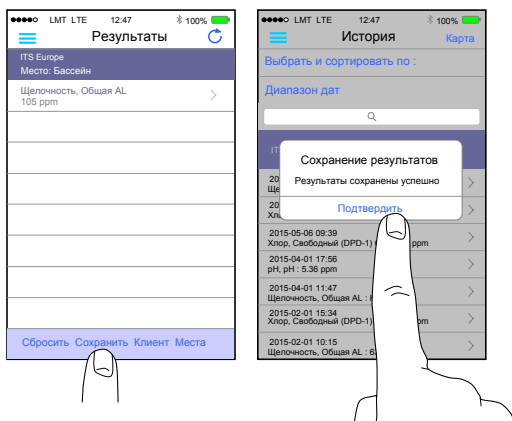 LMT LTE 12:47 100%
Результаты
ITS Europe
Место: Бассейн
Щелочность, Общая AL
105 ppm
Сбросить Сохранить Клиент Места
LMT LTE 12:47 100%
История Карта
Выбрать и сортировать по :
Диапазон дат
Сохранение результатов
Результаты сохранены успешно
Подтвердить
2015-05-06 09:39
Хлор, Свободный (DPD-1) ppm
2015-04-01 17:56
pH, pH : 5.36 ppm
2015-04-01 11:47
Щелочность, Общая AL :
2015-02-01 15:34
Хлор, Свободный (DPD-1)
2015-02-01 10:15
Щелочность, Общая AL :